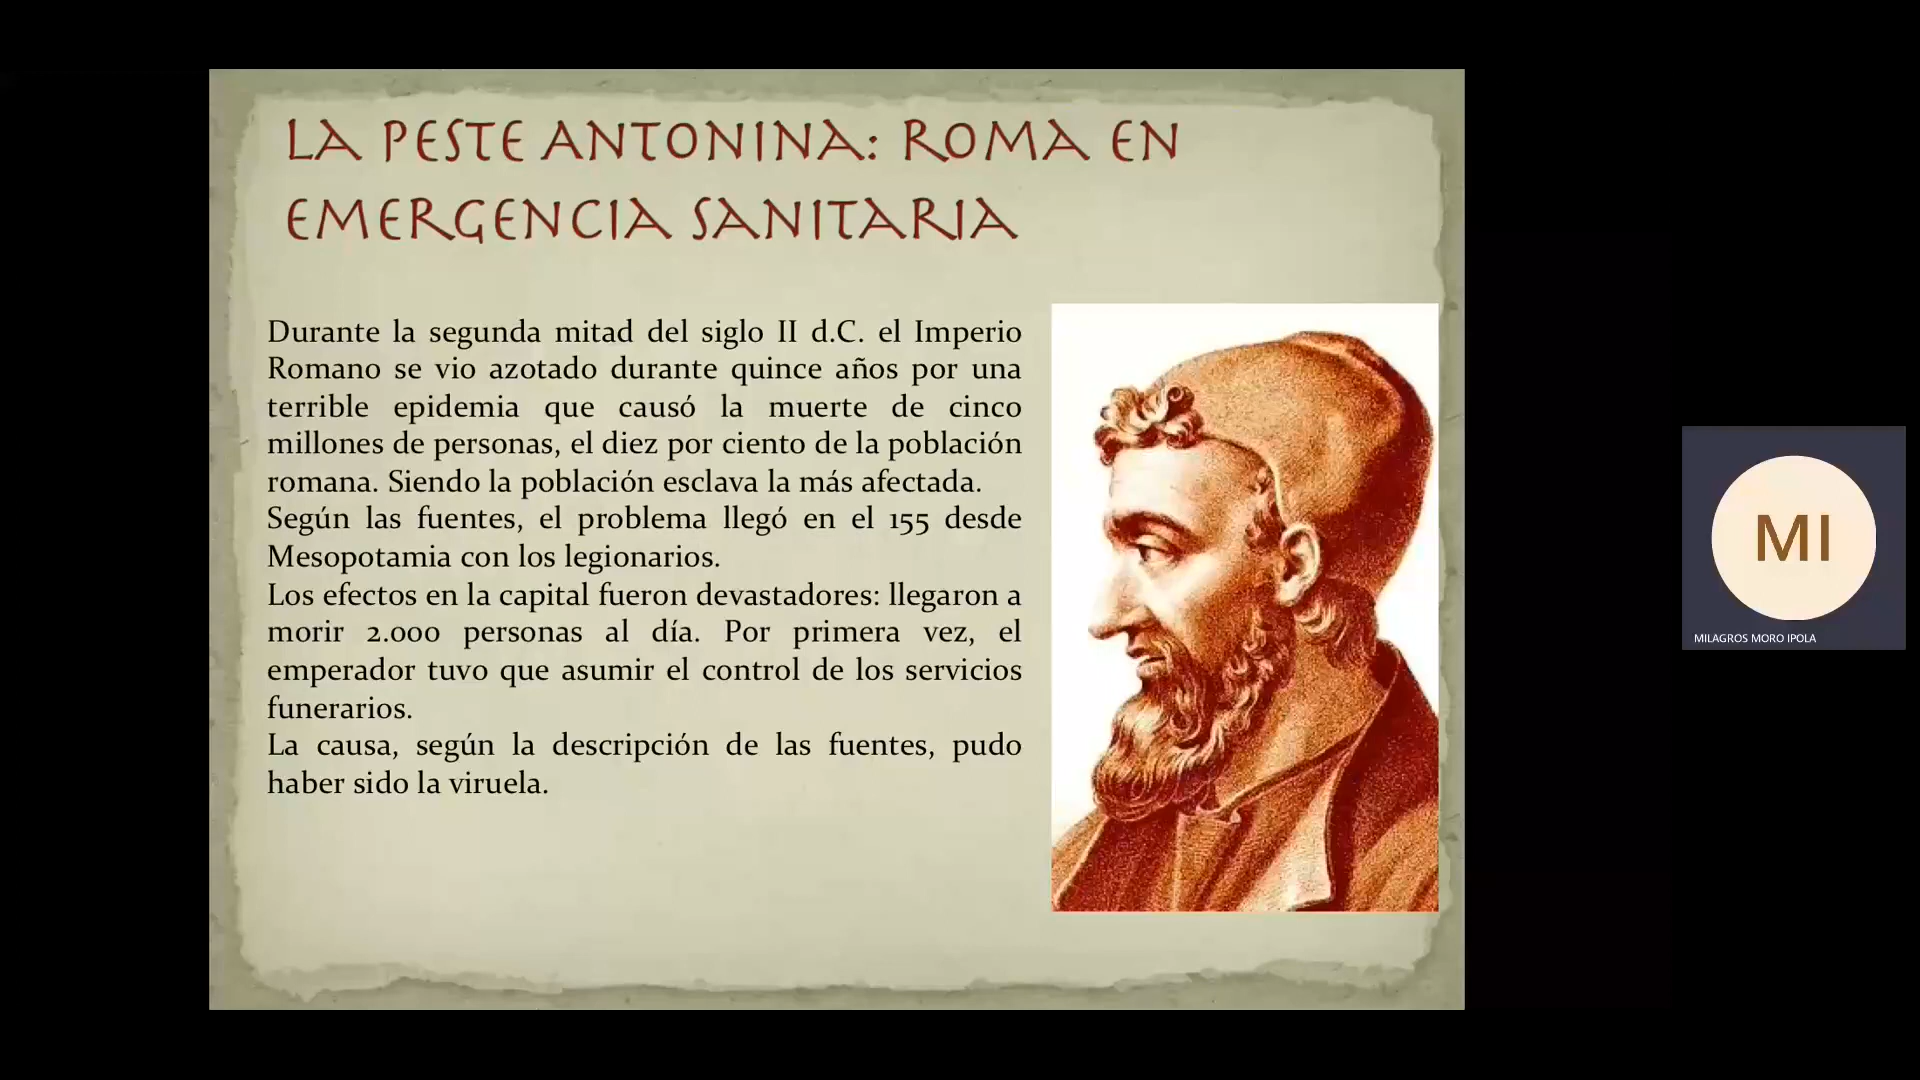 LA PESTE ANTONINA: ROMA EN
EMERGENCIA SANITARIA
Durante la segunda mitad del siglo II d.C. el Imperio
Romano se vio azotado durante quince años por una
terrible epidemia que causó la muerte de cinco
millones de personas, el diez por ciento de la población
romana. Siendo la población esclava la más afectada.
Según las fuentes, el problema llegó en el 155 desde
Mesopotamia con los legionarios.
Los efectos en la capital fueron devastadores: llegaron a
morir 2.000 personas al día. Por primera vez, el
emperador tuvo que asumir el control de los servicios
funerarios.
La causa, según la descripción de las fuentes, pudo
haber sido la viruela.
MI
MILAGROS MORO IPOLA